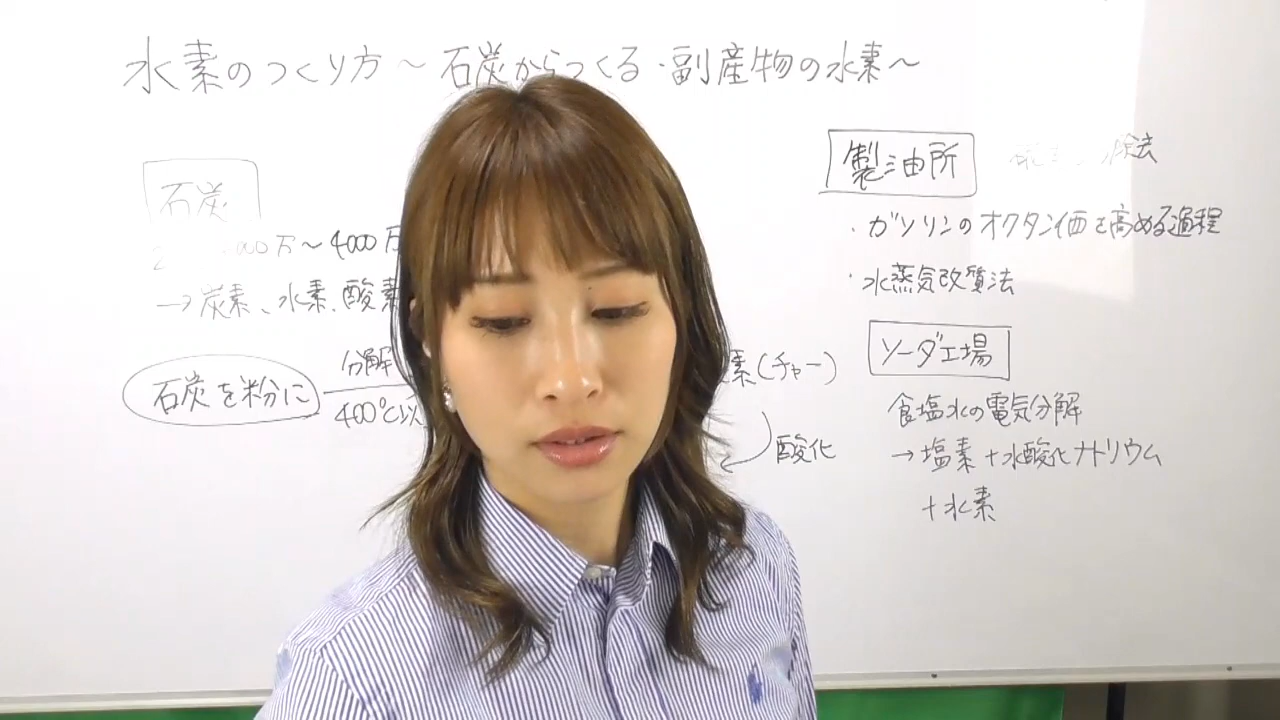 水素のつくり方～石炭からつくる・副産物の水素～
石炭
00万～4000万
→炭素、水素、酸素
石炭を粉に
分解
400℃以
素(チャー)
酸化
製油所
除去
・ガソリンのオクタン価を高める過程
・水蒸気改質法
ソーダ工場
食塩水の電気分解
→塩素+水酸化ナトリウム
+水素